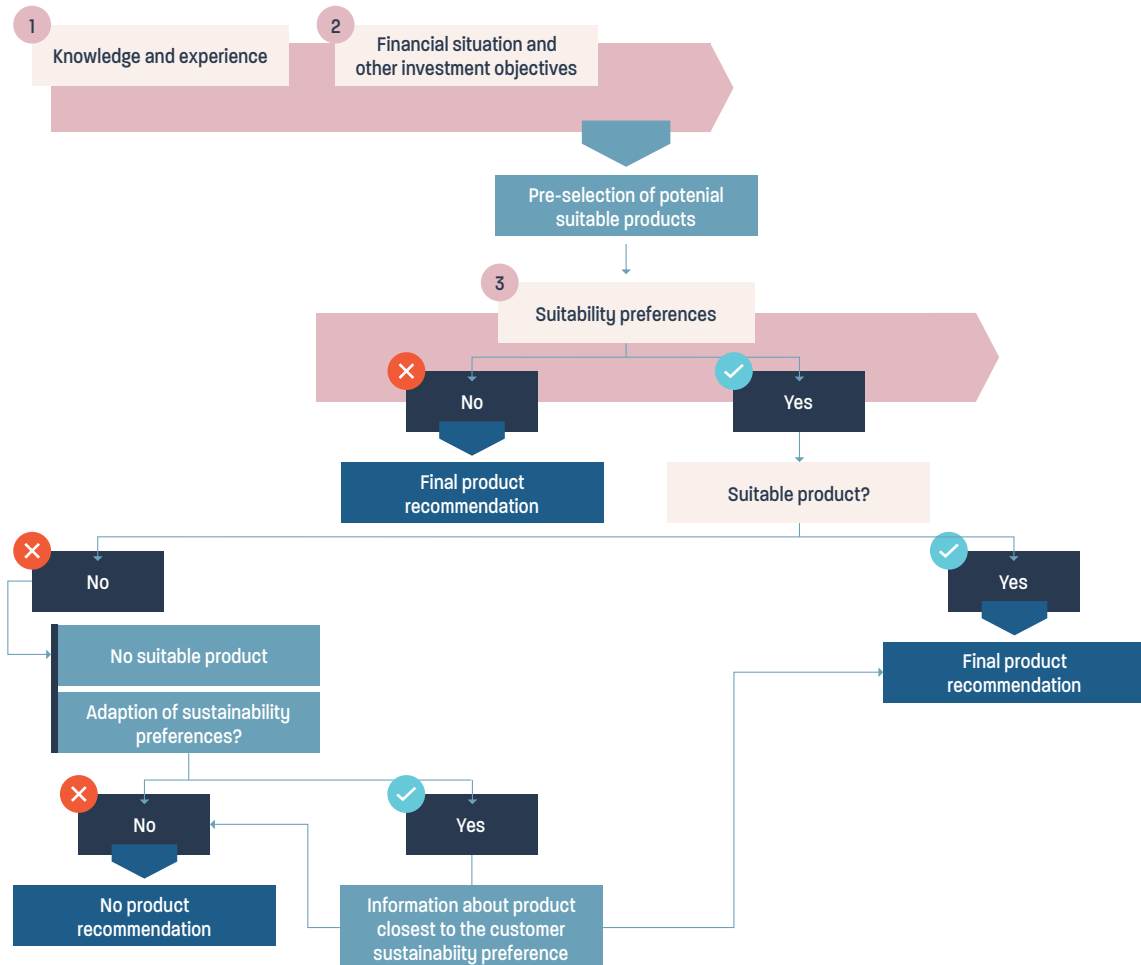 1
Knowledge and experience
2
Financial situation and
other investment objectives
Pre-selection of potenial
suitable products
3
Suitability preferences
No
Yes
Final product
recommendation
Suitable product?
No
Yes
No suitable product
Final product
recommendation
Adaption of sustainability
preferences?
No
Yes
No product
recommendation
Information about product
closest to the customer
sustainabiity preference